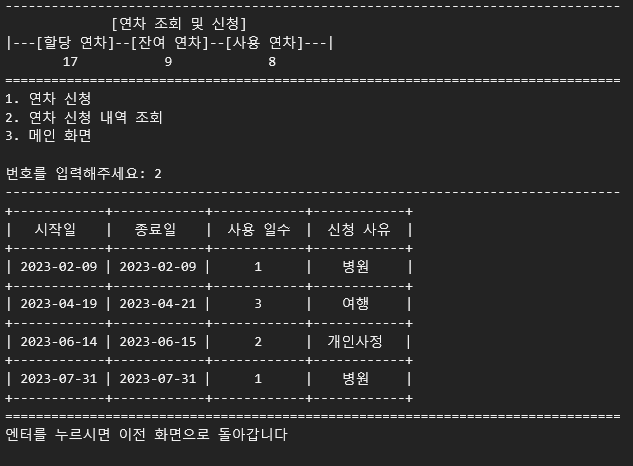 --------------------------------------------------------------------------------
[연차 조회 및 신청]
|---[할당 연차]--[잔여 연차]--[사용 연차]---|
17 9 8
================================================================================
1. 연차 신청
2. 연차 신청 내역 조회
3. 메인 화면
번호를 입력해주세요: 2
--------------------------------------------------------------------------------
+------------+------------+------------+------------+
| 시작일 | 종료일 | 사용 일수 | 신청 사유 |
+------------+------------+------------+------------+
| 2023-02-09 | 2023-02-09 | 1 | 병원 |
+------------+------------+------------+------------+
| 2023-04-19 | 2023-04-21 | 3 | 여행 |
+------------+------------+------------+------------+
| 2023-06-14 | 2023-06-15 | 2 | 개인사정 |
+------------+------------+------------+------------+
| 2023-07-31 | 2023-07-31 | 1 | 병원 |
+------------+------------+------------+------------+
================================================================================
엔터를 누르시면 이전 화면으로 돌아갑니다